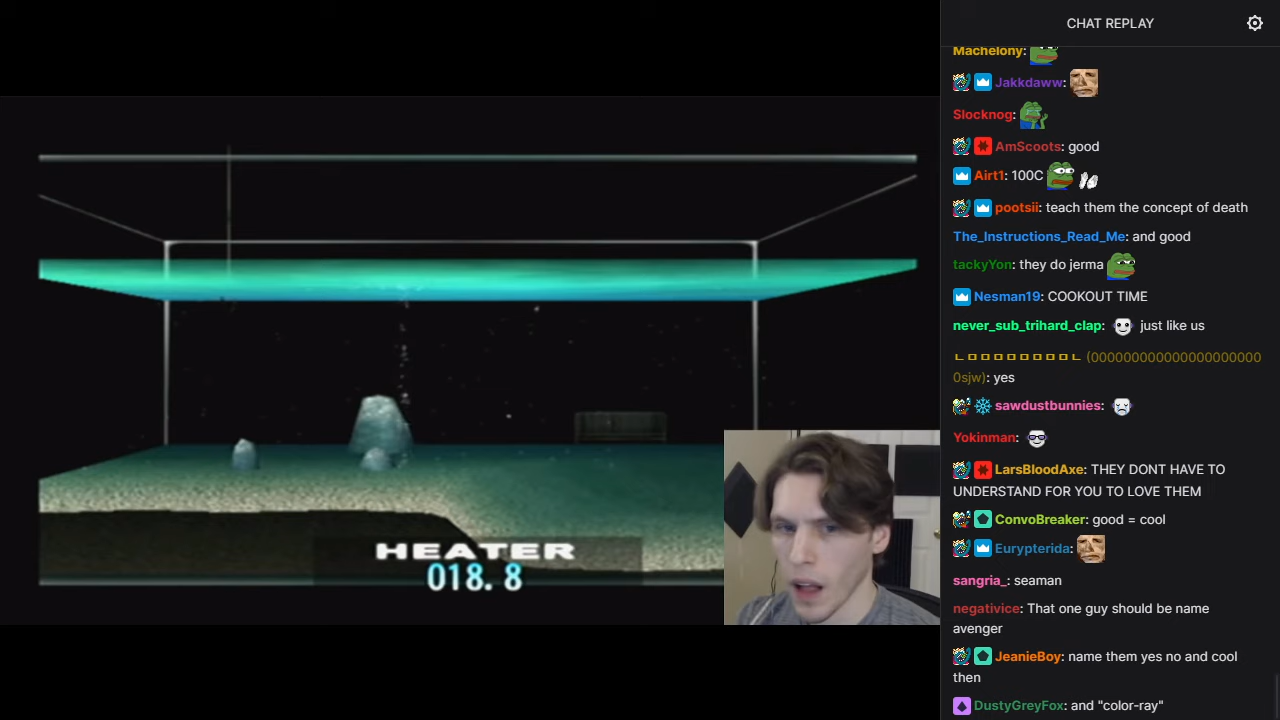 CHAT REPLAY
Machelony:
Jakkdaww:
Slocknog:
AmScoots: good
Airt1: 100C
pootsii: teach them the concept of death
The_Instructions_Read_Me: and good
tackyYon: they do jerma
Nesman19: COOKOUT TIME
never_sub_trihard_clap: just like us
ㄴㅁㅁㅁㅁㅁㅁㅁㅁㄴ (0000000000000000000000
0sjw): yes
sawdustbunnies:
Yokinman:
LarsBloodAxe: THEY DONT HAVE TO
UNDERSTAND FOR YOU TO LOVE THEM
ConvoBreaker: good = cool
Eurypterida:
sangria_: seaman
negativice: That one guy should be name
avenger
JeanieBoy: name them yes no and cool
then
DustyGreyFox: and "color-ray"
HEATER
018. 8